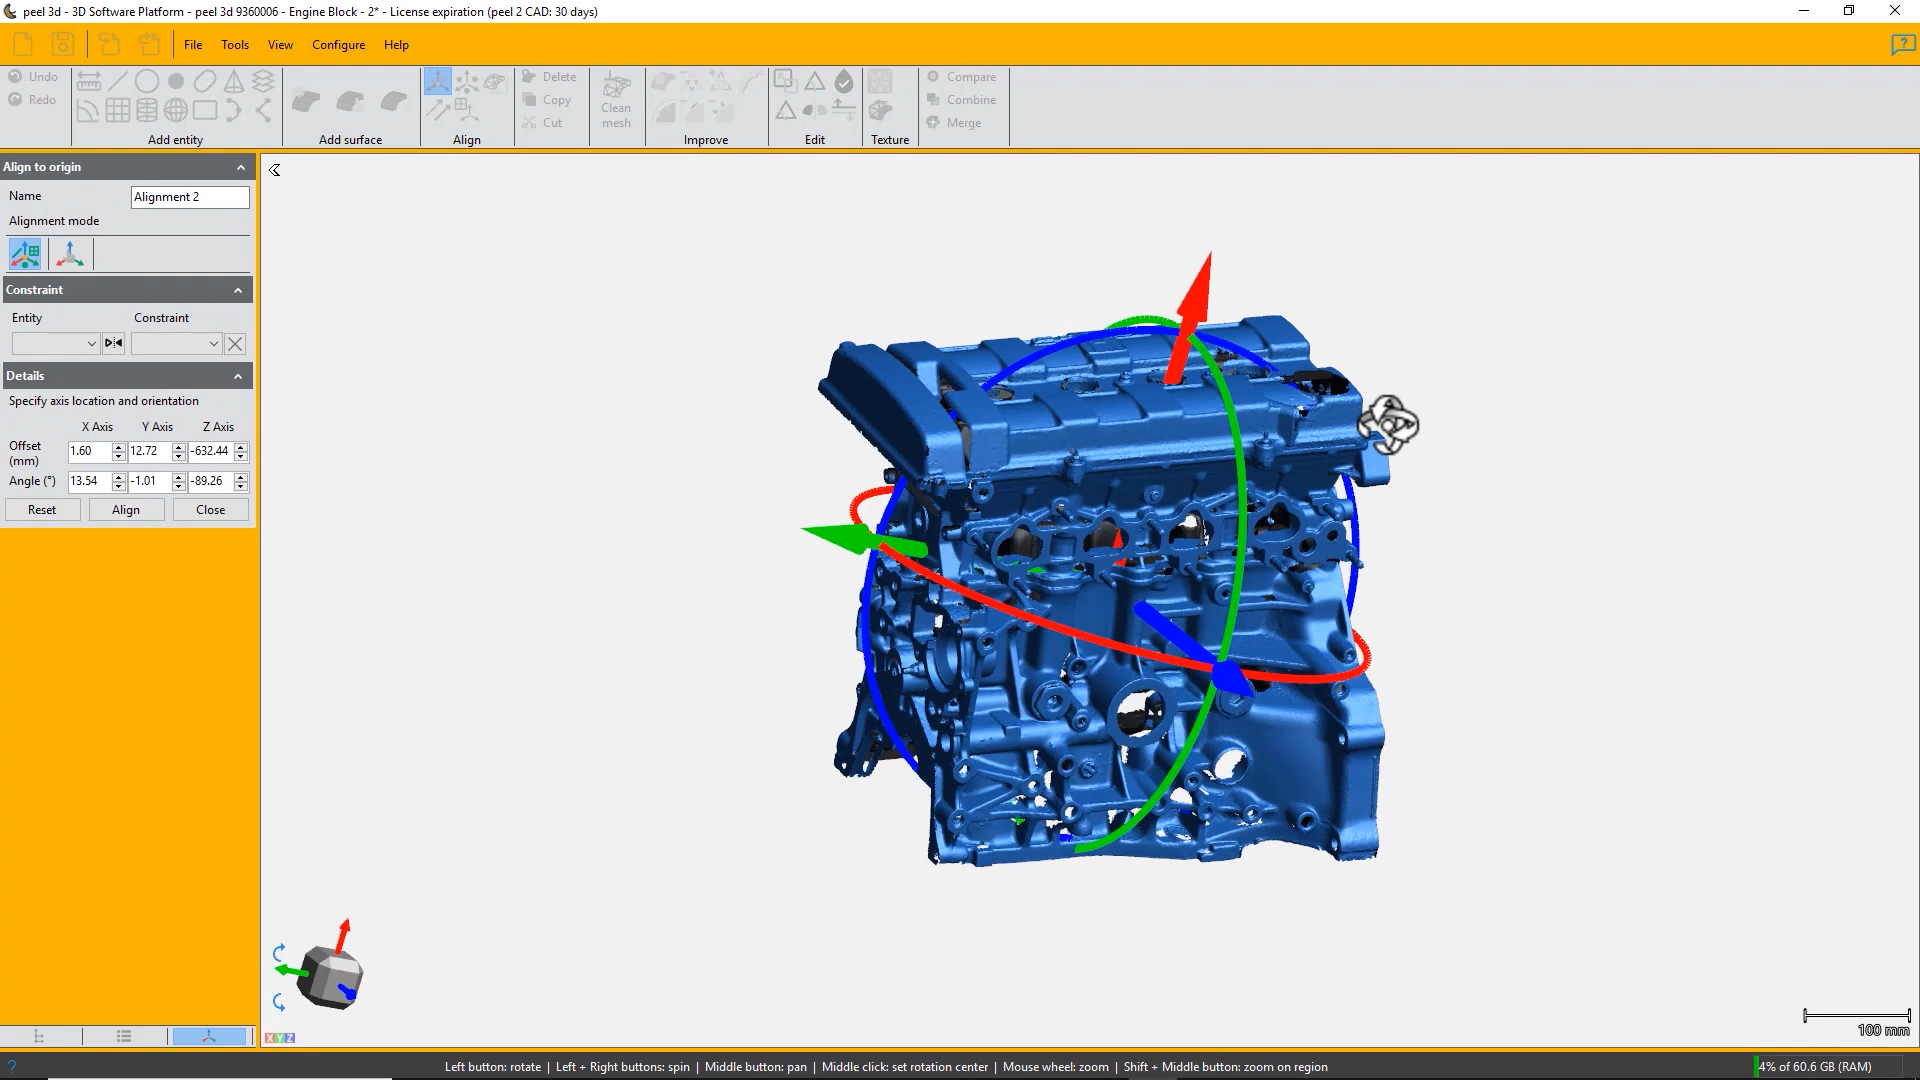 peel 3d - 3D Software Platform - peel 3d 9360006 - Engine Block - 2* - License expiration (peel 2 CAD: 30 days)
File Tools View Configure Help
Undo
Redo
Add entity
Add surface
Align
Delete
Copy
Cut
Clean
mesh
Improve
Edit
Texture
Compare
Combine
Merge
Align to origin
Name Alignment 2
Alignment mode
Constraint
Entity Constraint
Details
Specify axis location and orientation
X Axis Y Axis Z Axis
Offset
(mm) 1.60 12.72 -632.44
Angle (°) 13.54 -1.01 -89.26
Reset Align Close
XYZ
100 mm
? Left button: rotate | Left + Right buttons: spin | Middle button: pan | Middle click: set rotation center | Mouse wheel: zoom | Shift + Middle button: zoom on region 4% of 60.6 GB (RAM)